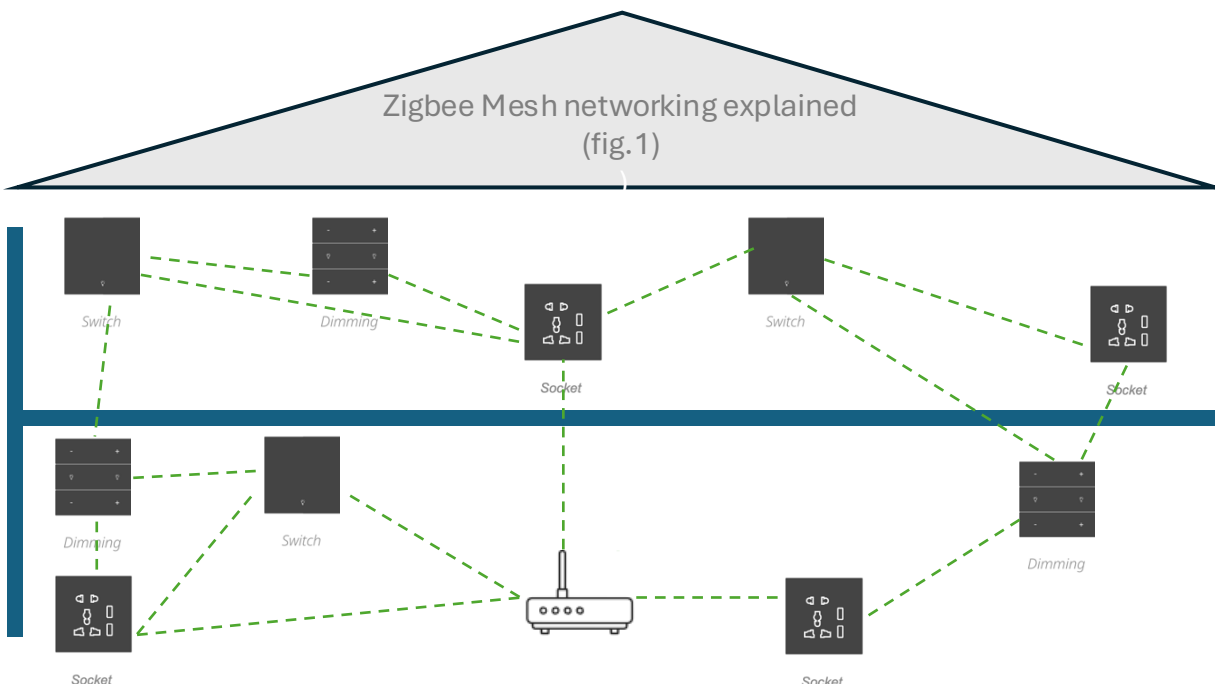 Zigbee Mesh networking explained
(fig.1)
Switch
Dimming
Switch
Socket
Socket
Dimming
Switch
Dimming
Socket
Socket